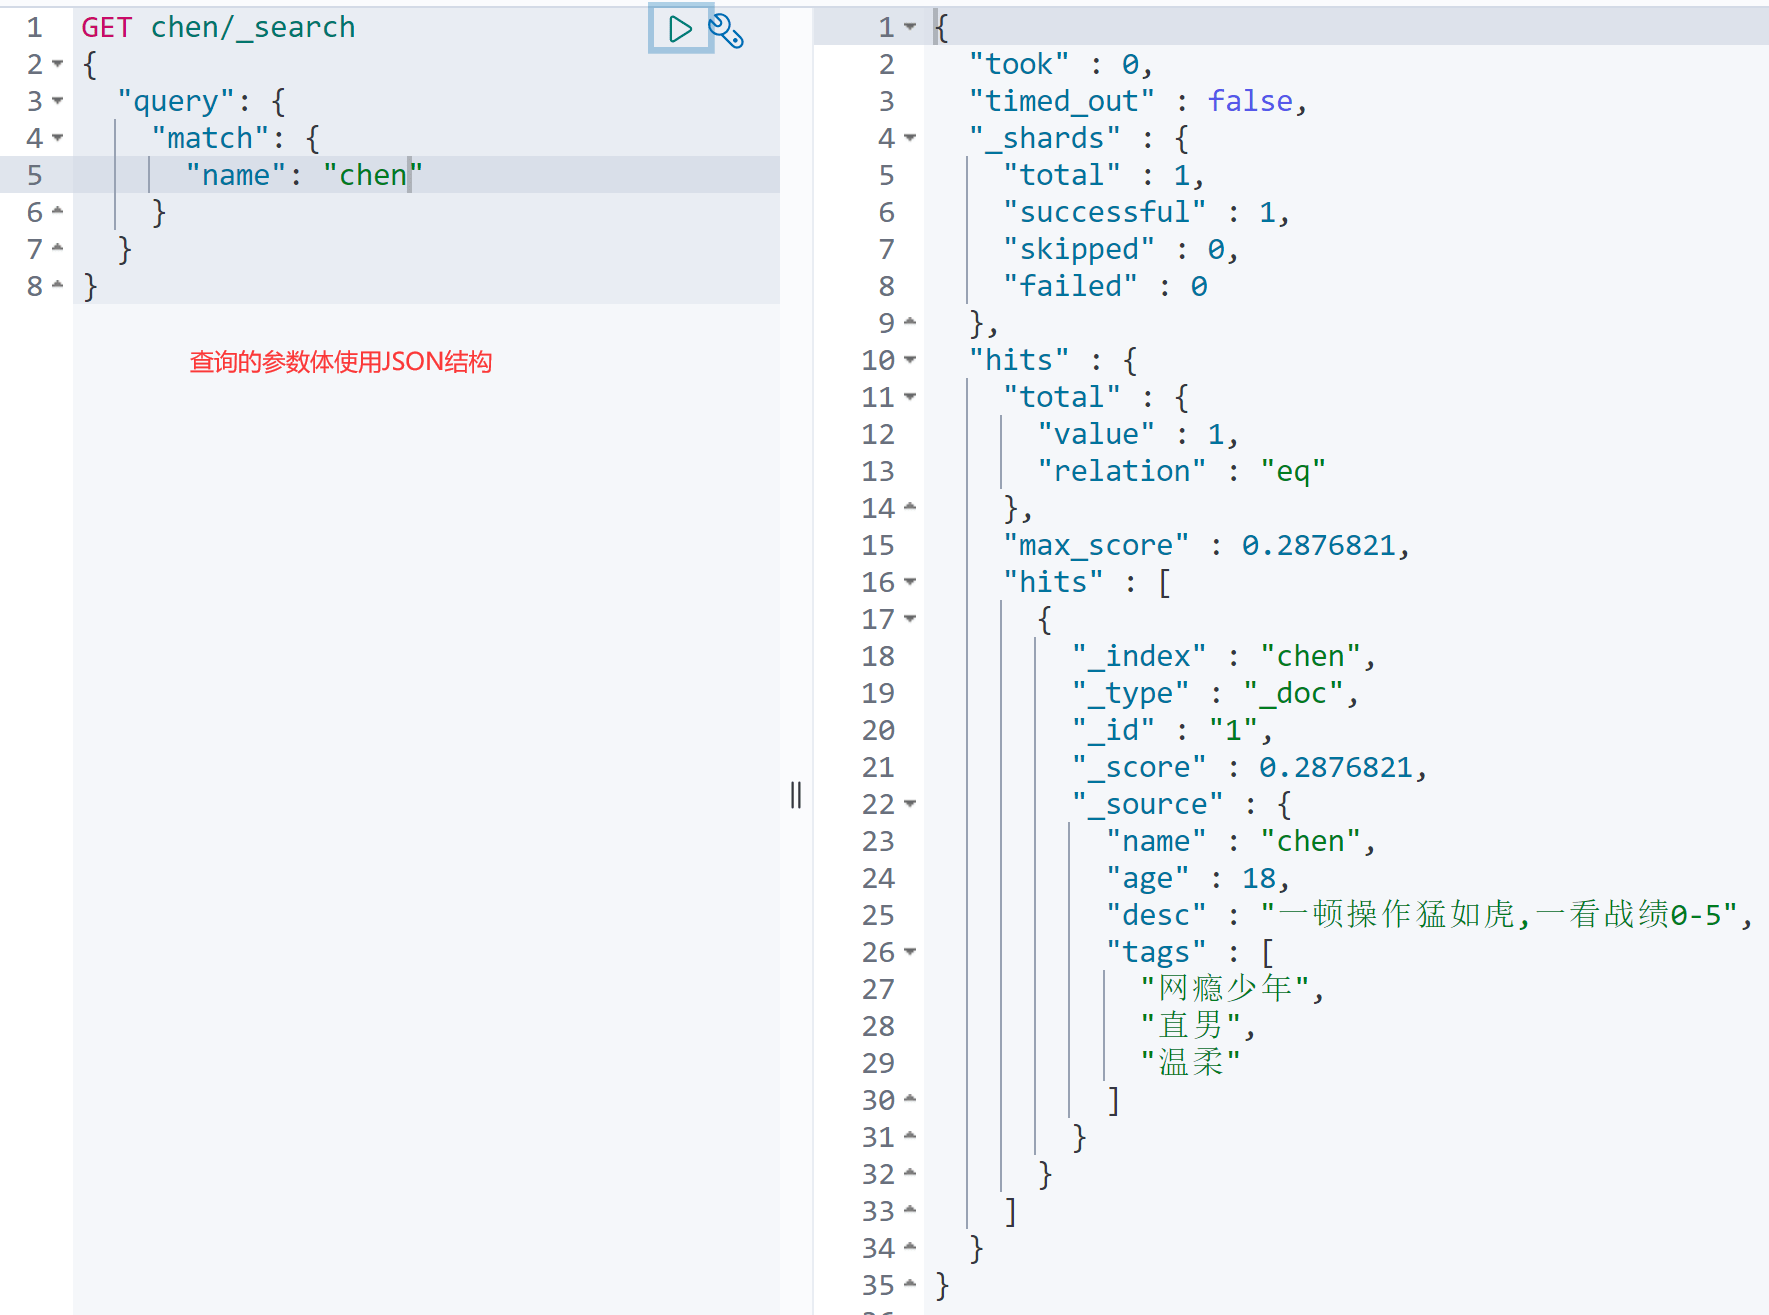 1 GET chen/_search
2 {
3 "query": {
4 "match": {
5 "name": "chen"
6 }
7 }
8 }
查询的参数体使用JSON结构
1 {
2 "took" : 0,
3 "timed_out" : false,
4 "_shards" : {
5 "total" : 1,
6 "successful" : 1,
7 "skipped" : 0,
8 "failed" : 0
9 },
10 "hits" : {
11 "total" : {
12 "value" : 1,
13 "relation" : "eq"
14 },
15 "max_score" : 0.2876821,
16 "hits" : [
17 {
18 "_index" : "chen",
19 "_type" : "_doc",
20 "_id" : "1",
21 "_score" : 0.2876821,
22 "_source" : {
23 "name" : "chen",
24 "age" : 18,
25 "desc" : "一顿操作猛如虎,一看战绩0-5",
26 "tags" : [
27 "网瘾少年",
28 "直男",
29 "温柔"
30 ]
31 }
32 }
33 ]
34 }
35 }